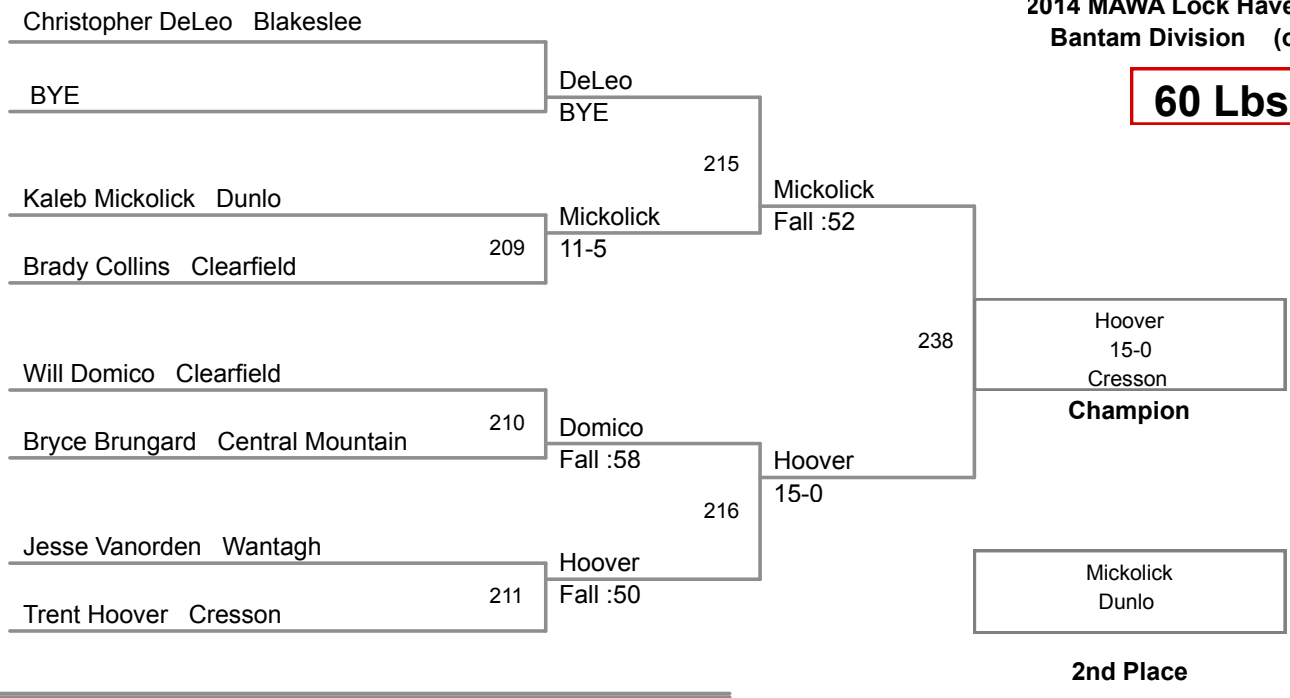 Christopher DeLeo Blakeslee
2014 MAWA Lock
Bantam Division
BYE
DeLeo
BYE
60 Lbs
215
Kaleb Mickolick Dunlo
Mickolick
Mickolick
Fall :52
209
11-5
Brady Collins Clearfield
Hoover
15-0
Cresson
238
Champion
Will Domico Clearfield
210
Domico
Bryce Brungard Central Mountain
Fall :58
Hoover
15-0
216
Jesse Vanorden Wantagh
Hoover
Mickolick
Dunlo
211
Fall :50
Trent Hoover Cresson
2nd Place